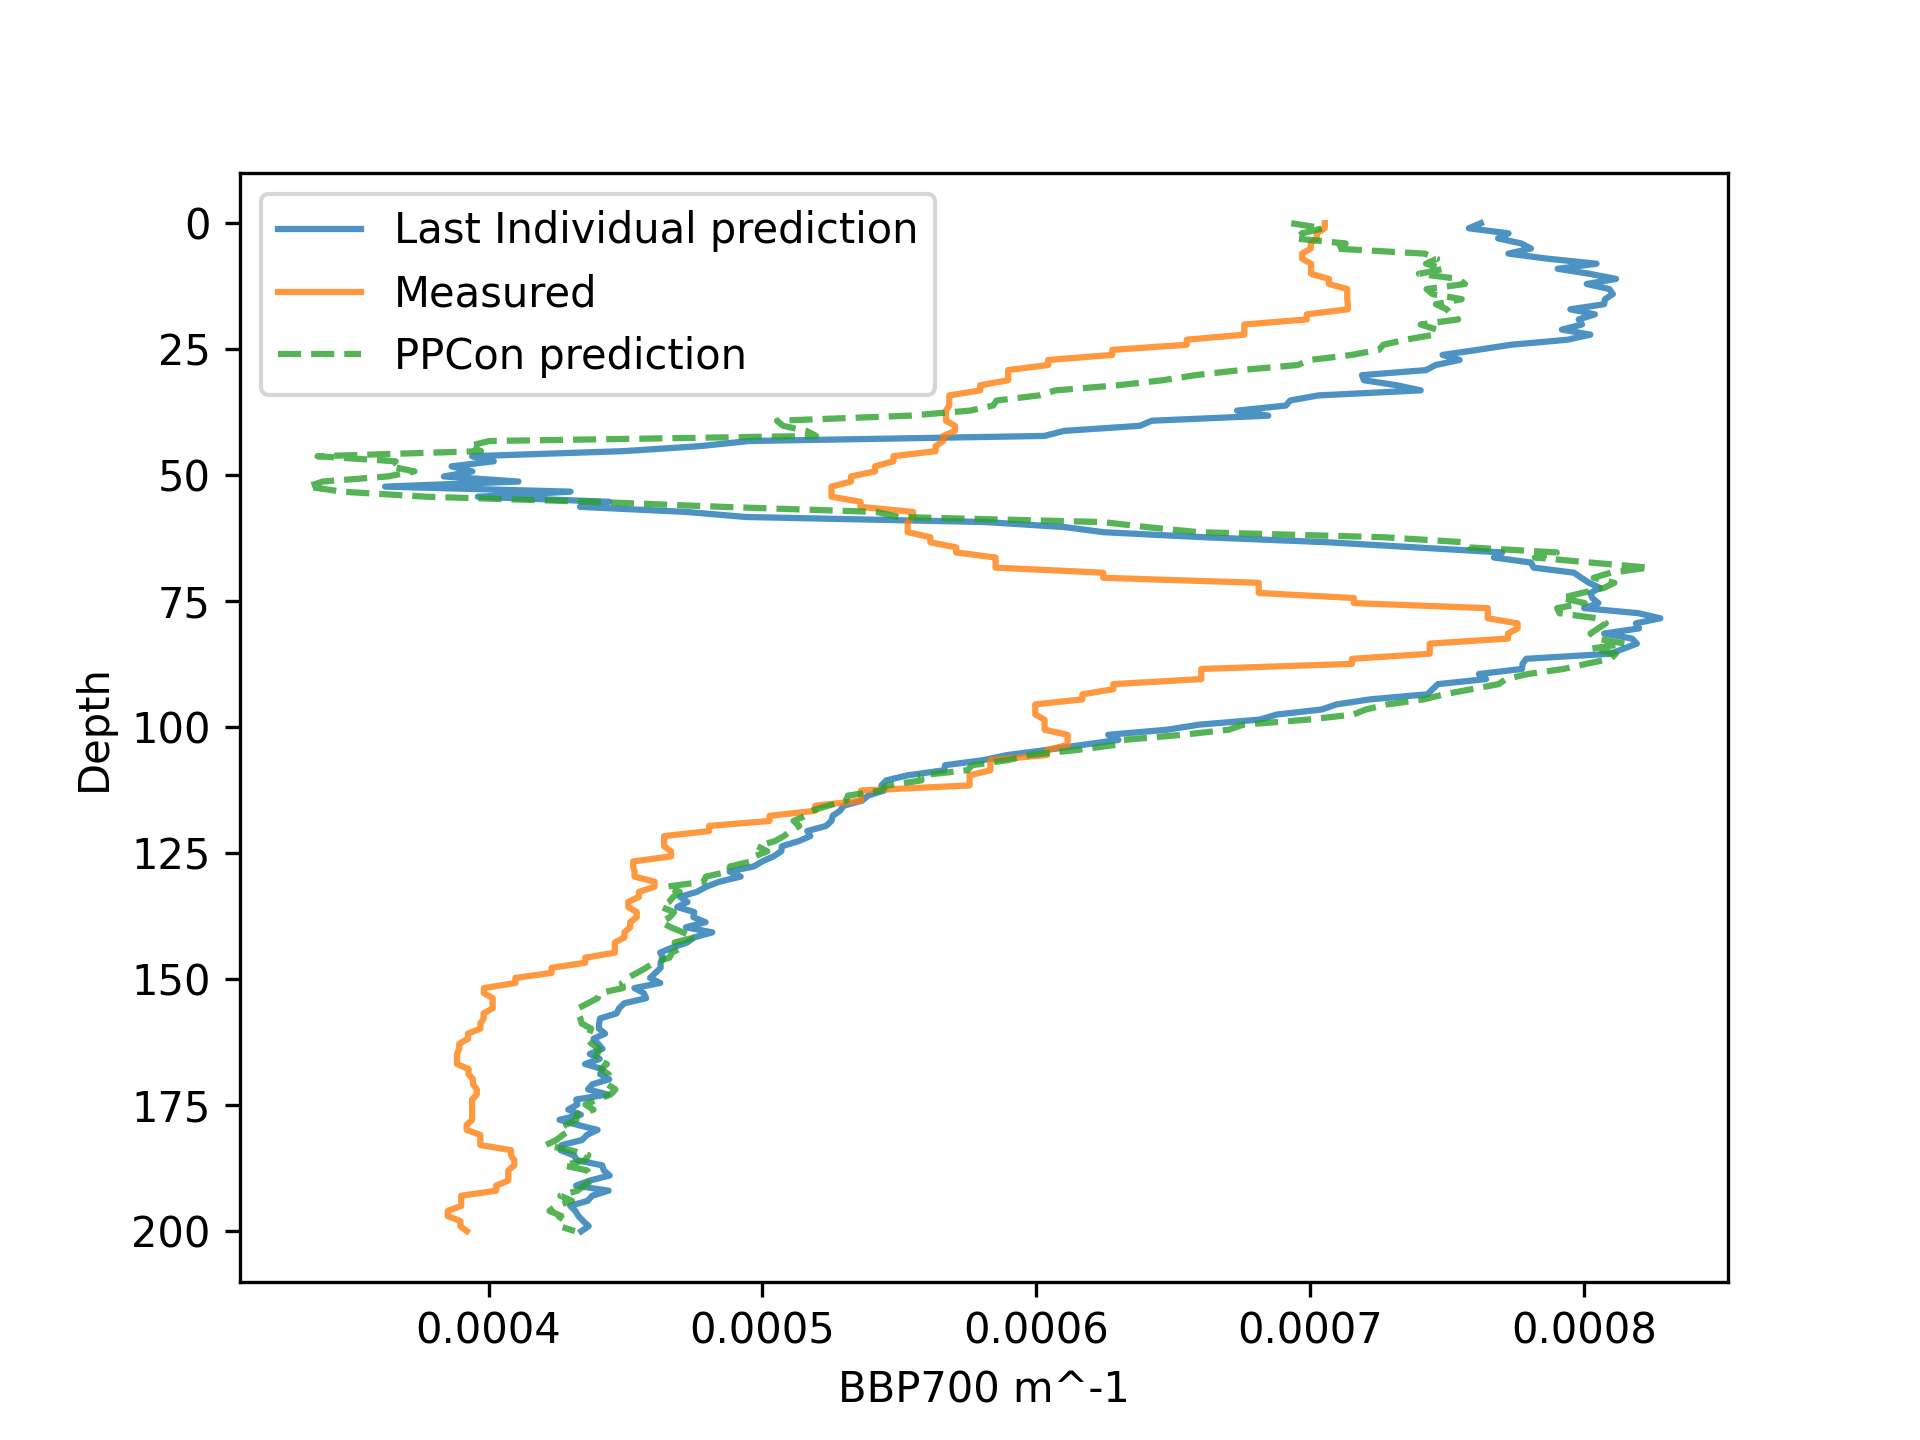 Last Individual prediction
Measured
PPCon prediction
0
25
50
75
100
125
150
175
200
Depth
0.0004 0.0005 0.0006 0.0007 0.0008
BBP700 m^-1